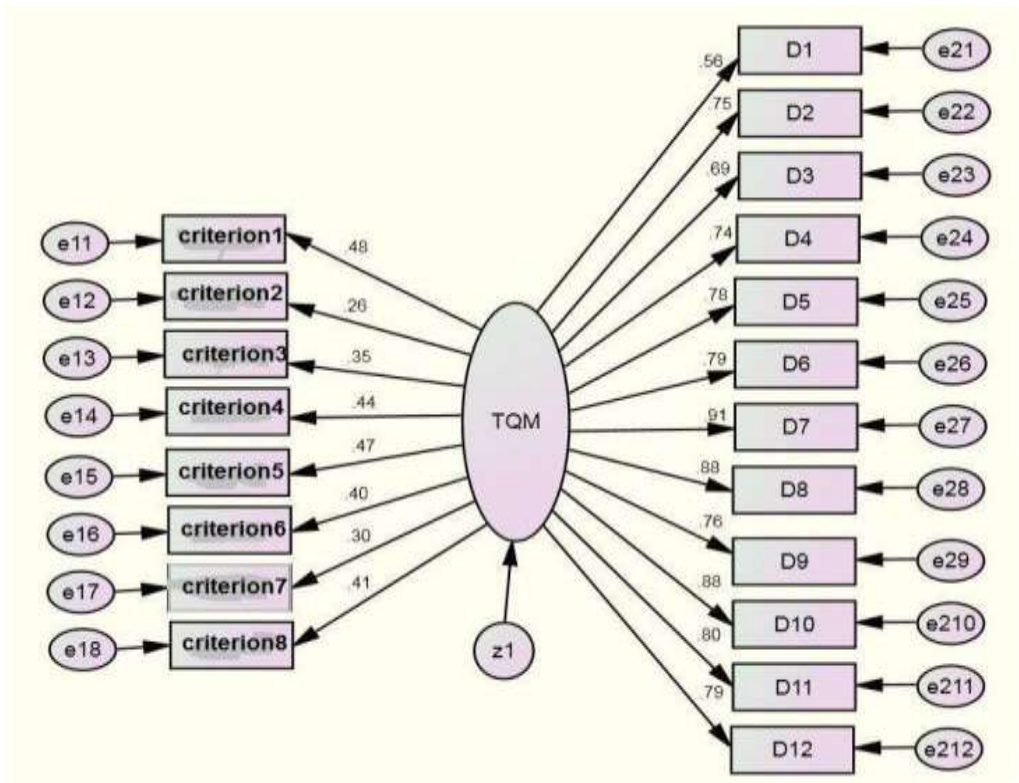 e11
criterion1
.48
e12
criterion2
.26
e13
criterion3
.35
e14
criterion4
.44
e15
criterion5
.47
e16
criterion6
.40
e17
criterion7
.30
e18
criterion8
.41
TQM
z1
.56
D1
e21
.75
D2
e22
.69
D3
e23
.74
D4
e24
.78
D5
e25
.79
D6
e26
.91
D7
e27
.88
D8
e28
.76
D9
e29
.88
D10
e210
.80
D11
e211
.79
D12
e212